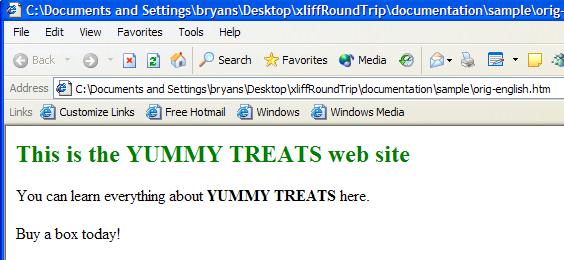 C:\Documents and Settings\bryans\Desktop\xliffRoundTrip\documentation\sample\orig-
File Edit View Favorites Tools Help
Back Search Favorites Media
Address C:\Documents and Settings\bryans\Desktop\xliffRoundTrip\documentation\sample\orig-english.htm
Links Customize Links Free Hotmail Windows Windows Media
This is the YUMMY TREATS web site
You can learn everything about YUMMY TREATS here.
Buy a box today!